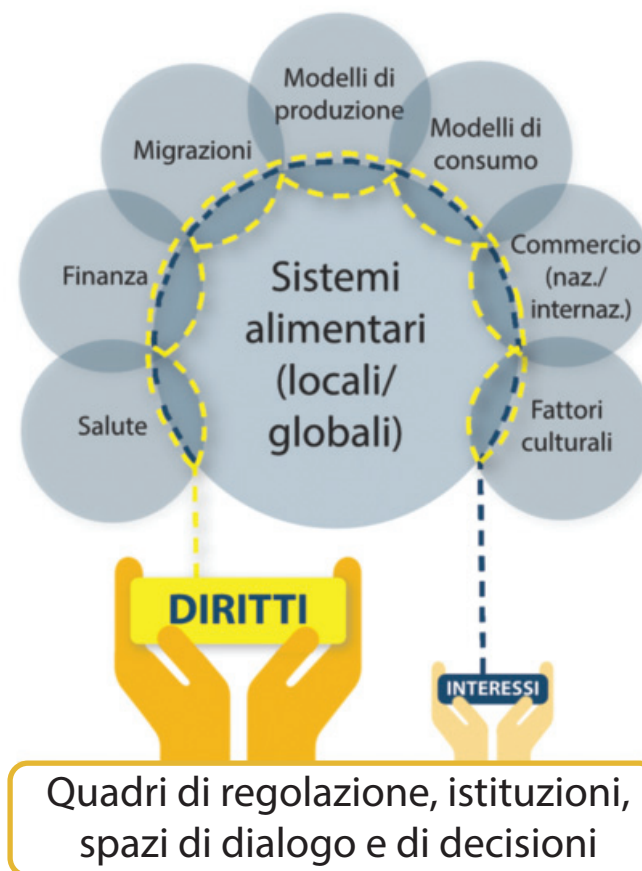 Modelli di
produzione
Migrazioni
Modelli di
consumo
Finanza
Commercio
(naz./
internaz.)
Sistemi
alimentari
(locali/
globali)
Salute
Fattori
culturali
DIRITTI
INTERESSI
Quadri di regolazione, istituzioni,
spazi di dialogo e di decisioni